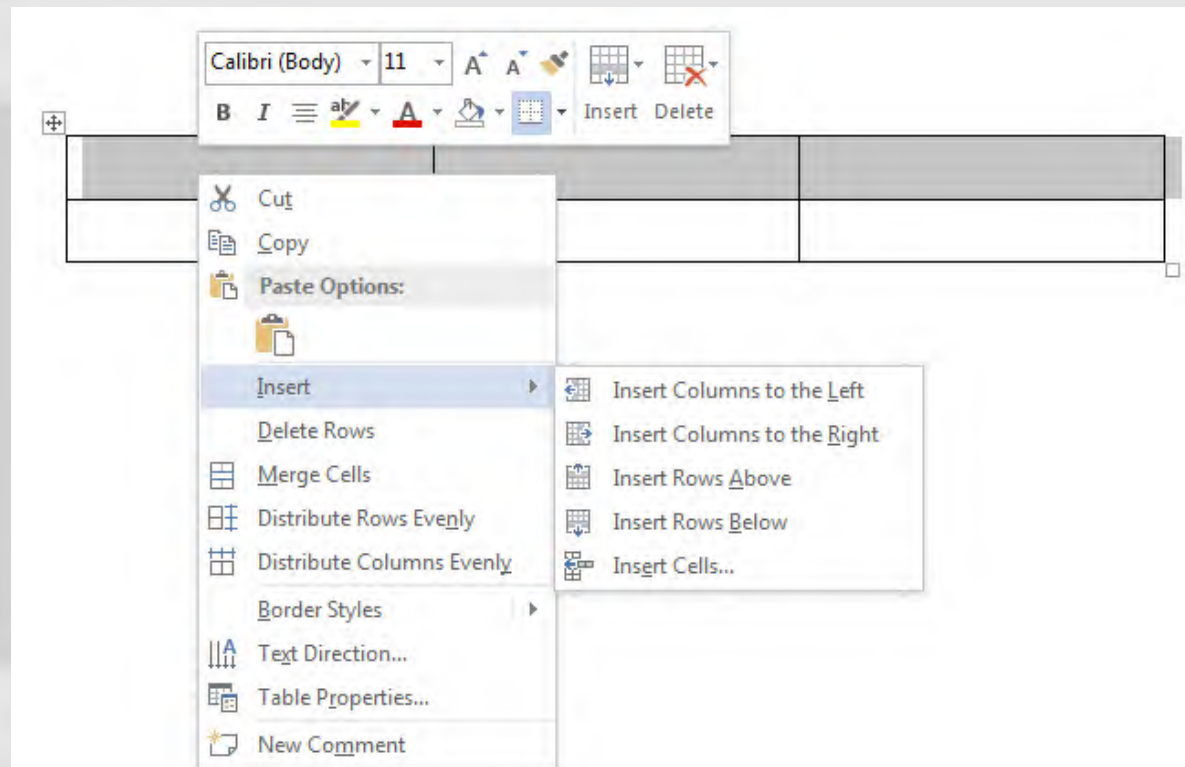 Calibri (Body) 11 A A
B I A Insert Delete
Cut
Copy
Paste Options:
Insert
Delete Rows
Merge Cells
Distribute Rows Evenly
Distribute Columns Evenly
Border Styles
Text Direction...
Table Properties...
New Comment
Insert Columns to the Left
Insert Columns to the Right
Insert Rows Above
Insert Rows Below
Insert Cells...